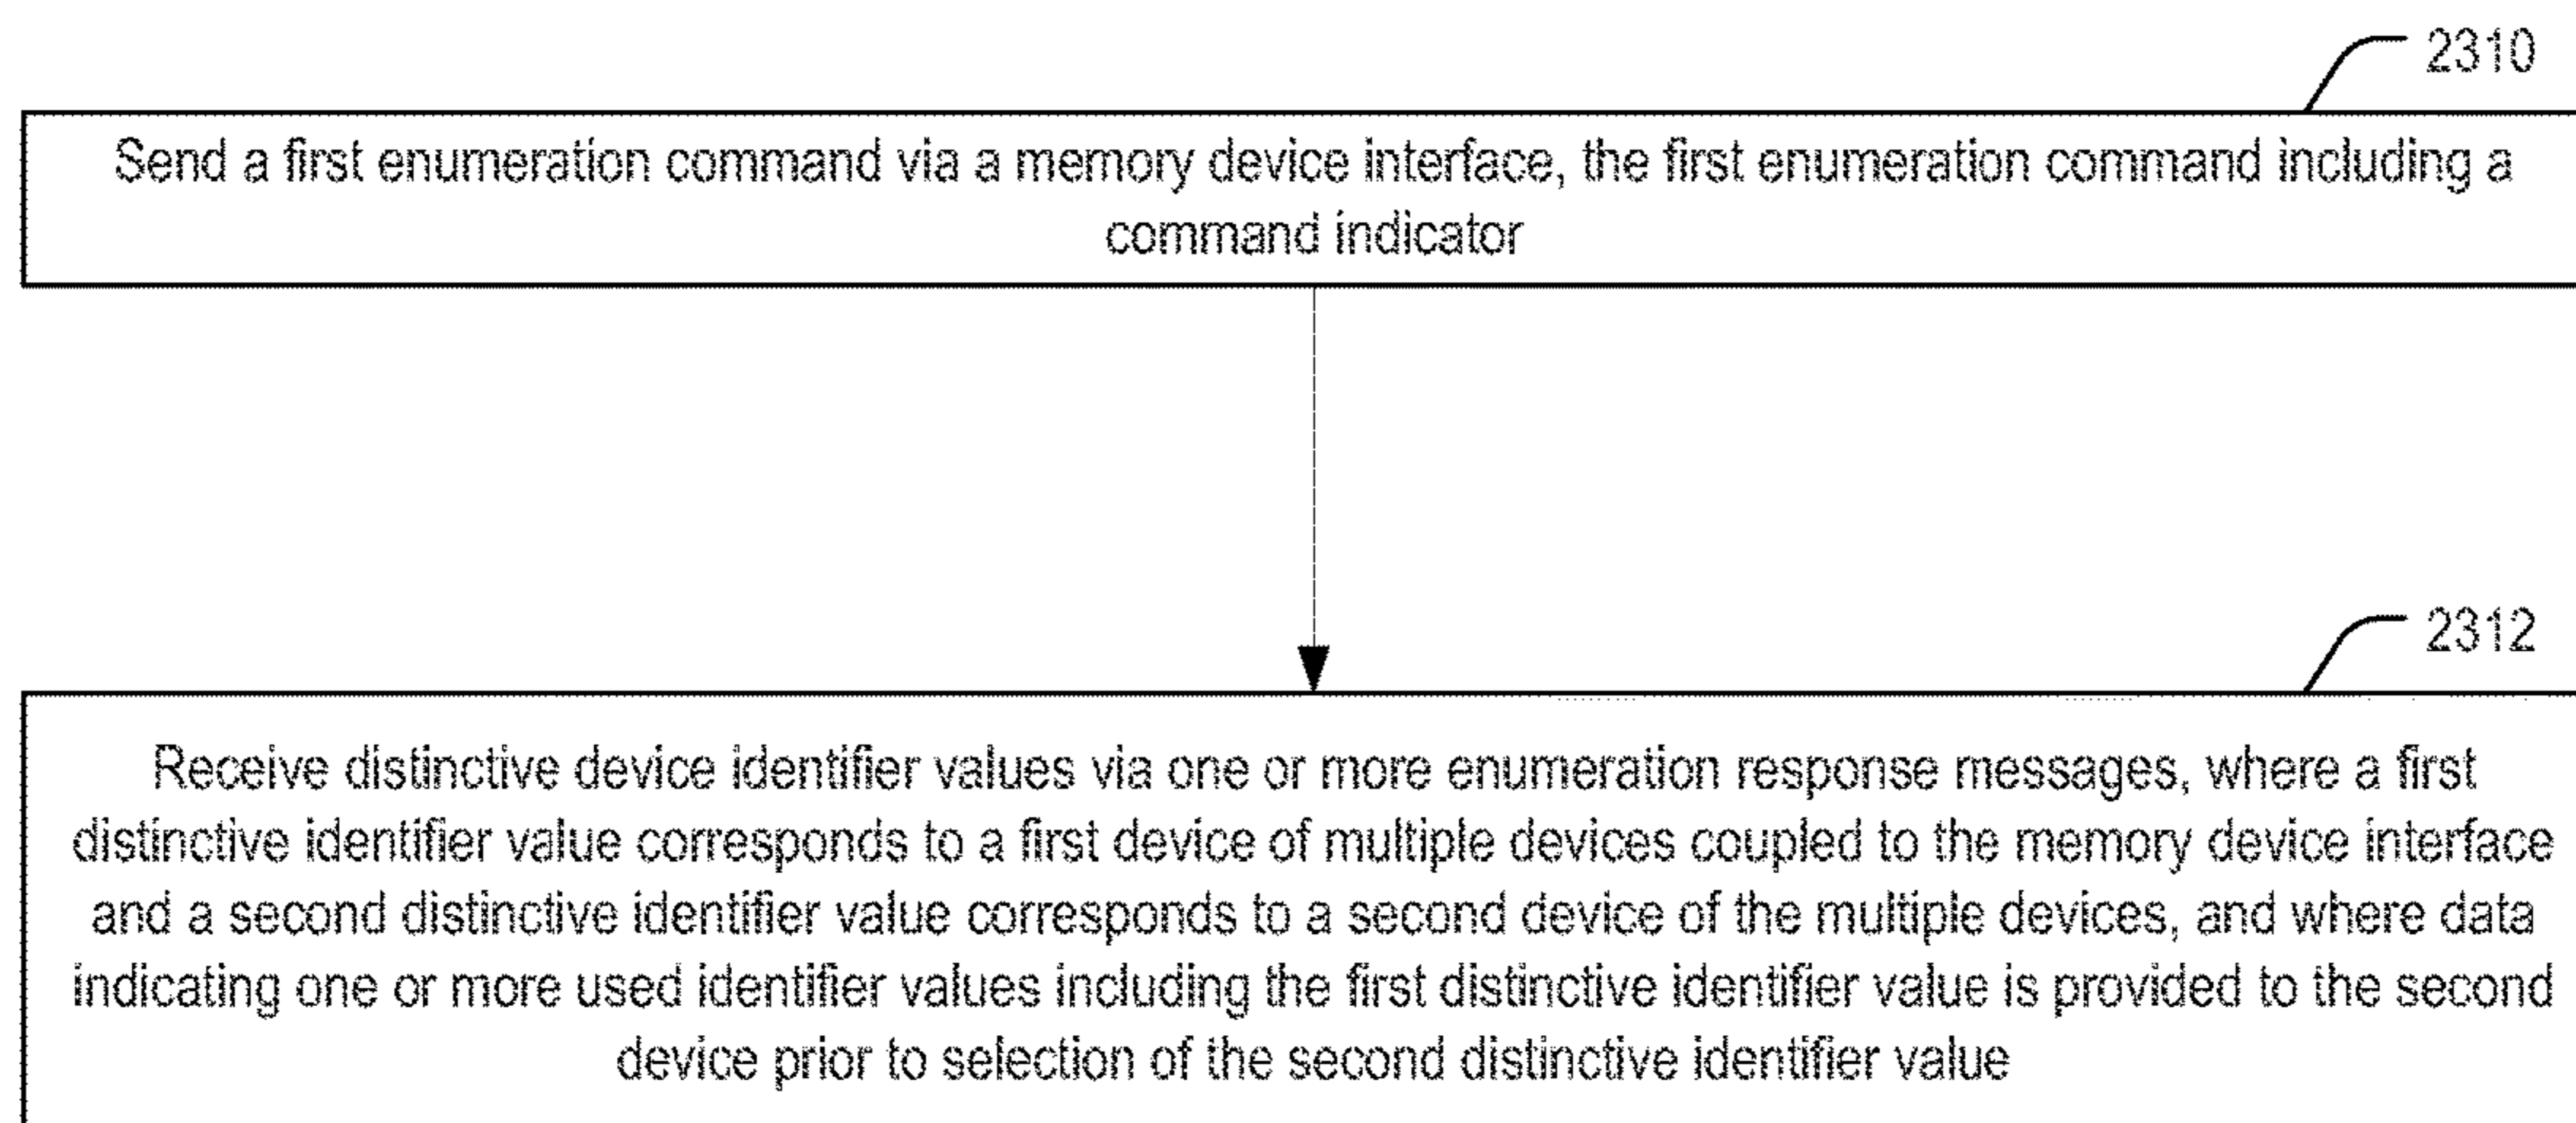 2310
Send a first enumeration command via a memory device interface, the first enumeration command including a
command indicator
2312
Receive distinctive device identifier values via one or more enumeration response messages, where a first
distinctive identifier value corresponds to a first device of multiple devices coupled to the memory device interface
and a second distinctive identifier value corresponds to a second device of the multiple devices, and where data
indicating one or more used identifier values including the first distinctive identifier value is provided to the second
device prior to selection of the second distinctive identifier value